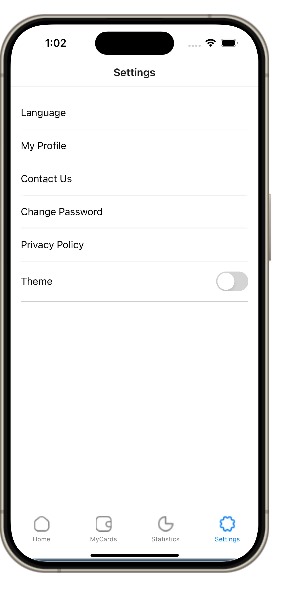 1:02
Settings
Language
My Profile
Contact Us
Change Password
Privacy Policy
Theme
Home
MyCards
Statistics
Settings